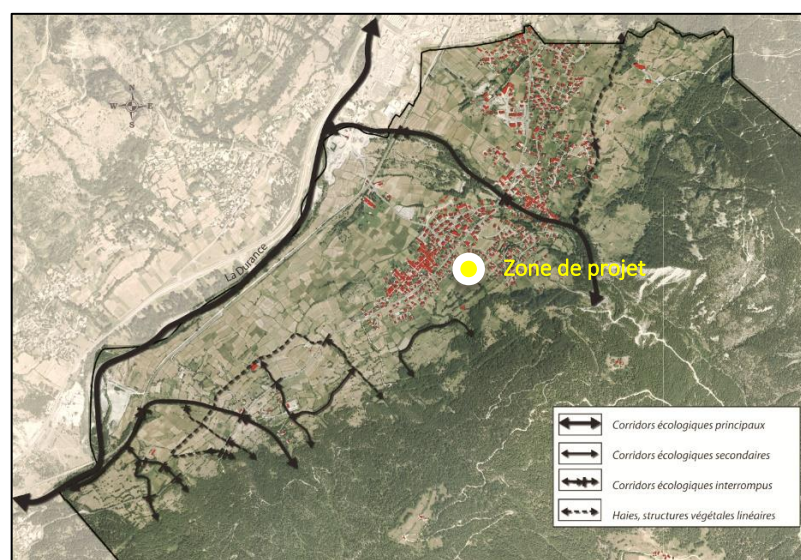 N
W E
S
La Durance
Zone de projet
Corridors écologiques principaux
Corridors écologiques secondaires
Corridors écologiques interrompus
Haies, structures végétales linéaires